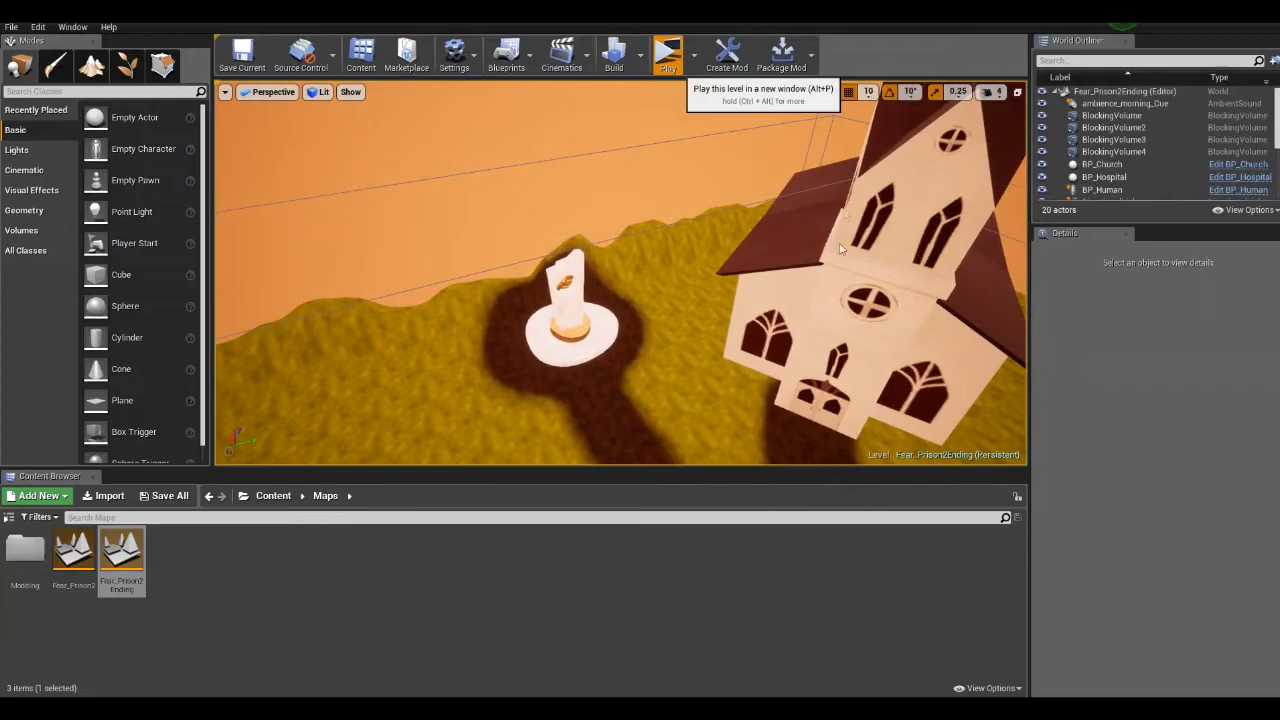 File Edit Window Help
Modes
Search Classes
Recently Placed
Basic
Lights
Cinematic
Visual Effects
Geometry
Volumes
All Classes
Empty Actor
Empty Character
Empty Pawn
Point Light
Player Start
Cube
Sphere
Cylinder
Cone
Plane
Box Trigger
Save Current
Source Control
Content
Marketplace
Settings
Blueprints
Cinematics
Build
Play
Create Mod
Package Mod
Play this level in a new window (Alt+P)
hold (Ctrl + Alt) for more
Perspective Lit Show
10 10° 0.25 4
Level: Fear_Prison2Ending (Persistent)
World Outliner
Search...
Label Type
Fear_Prison2Ending (Editor) World
ambience_morning_Cue AmbientSound
BlockingVolume BlockingVolume
BlockingVolume2 BlockingVolume
BlockingVolume3 BlockingVolume
BlockingVolume4 BlockingVolume
BP_Church Edit BP_Church
BP_Hospital Edit BP_Hospital
BP_Human Edit BP_Human
20 actors View Options
Details
Select an object to view details.
Content Browser
Add New Import Save All Content Maps
Filters Search Maps
Modding
Fear_Prison2
Fear_Prison2
Ending
3 items (1 selected) View Options